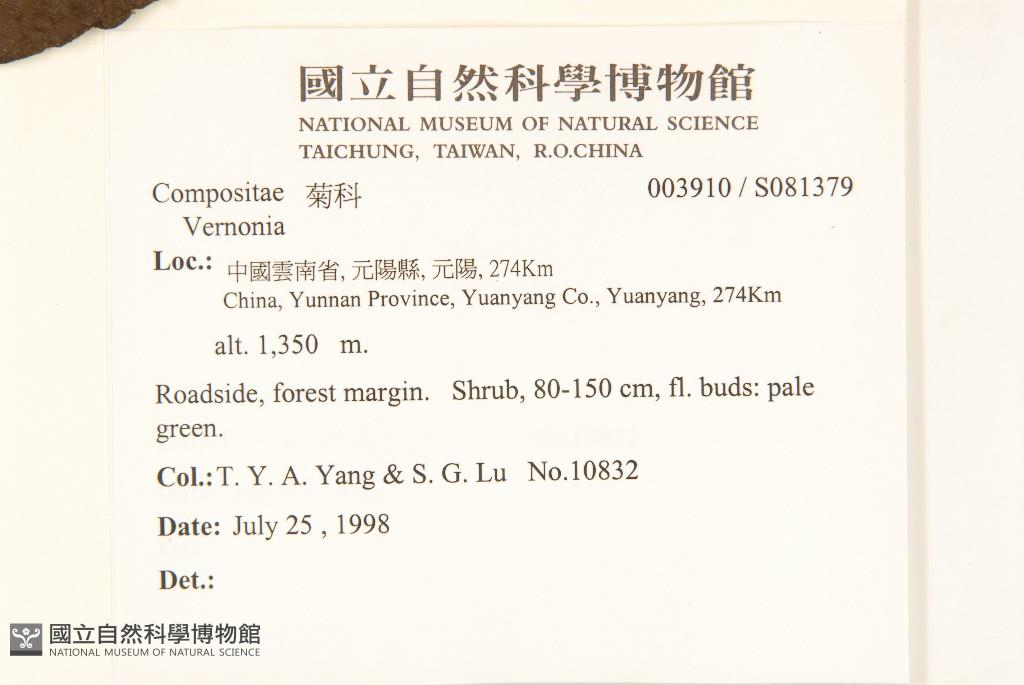 國立自然科學博物館
NATIONAL MUSEUM OF NATURAL SCIENCE
TAICHUNG, TAIWAN, R.O.CHINA
Compositae 菊科 003910 / S081379
Vernonia
Loc.: 中國雲南省, 元陽縣, 元陽, 274Km
China, Yunnan Province, Yuanyang Co., Yuanyang, 274Km
alt. 1,350 m.
Roadside, forest margin. Shrub, 80-150 cm, fl. buds: pale
green.
Col.: T. Y. A. Yang & S. G. Lu No.10832
Date: July 25 , 1998
Det.:
國立自然科學博物館
NATIONAL MUSEUM OF NATURAL SCIENCE